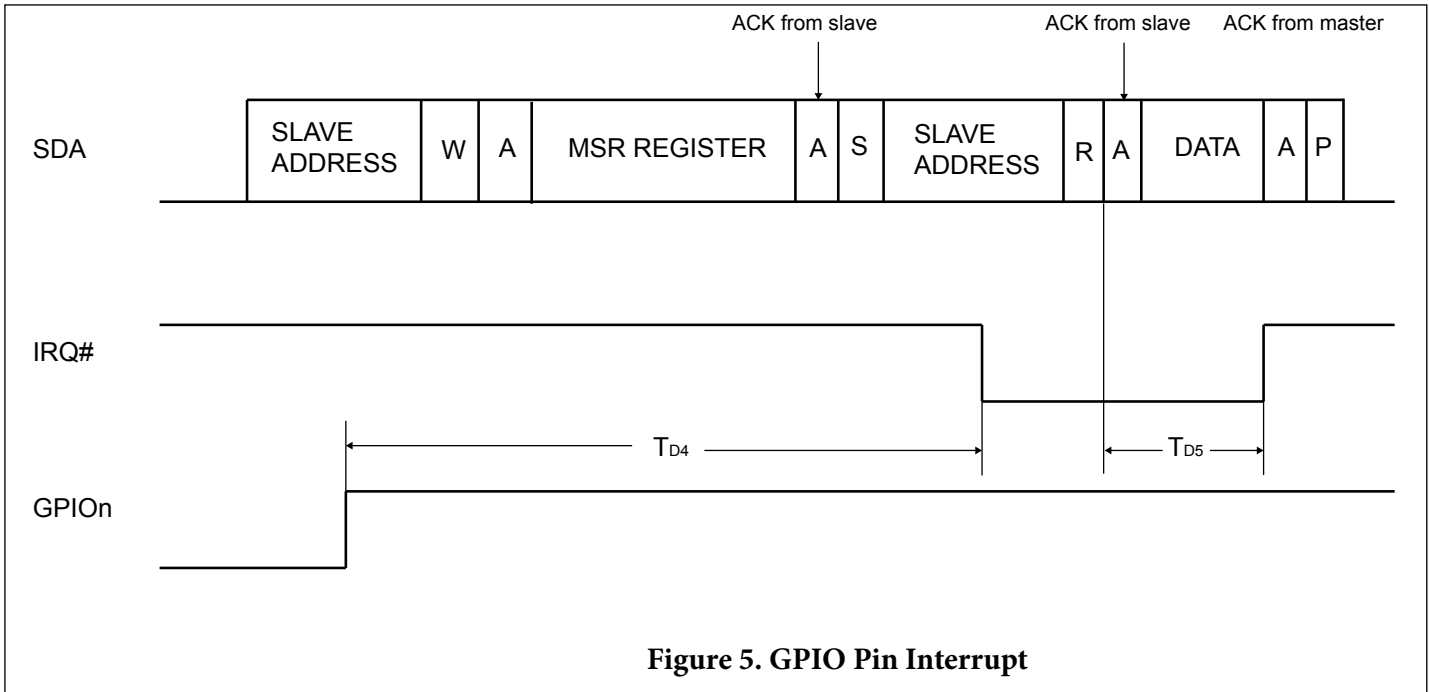 ACK from slave ACK from slave ACK from master
SDA
SLAVE ADDRESS W A MSR REGISTER A S SLAVE ADDRESS R A DATA A P
IRQ#
TD4 TD5
GPIOn
Figure 5. GPIO Pin Interrupt